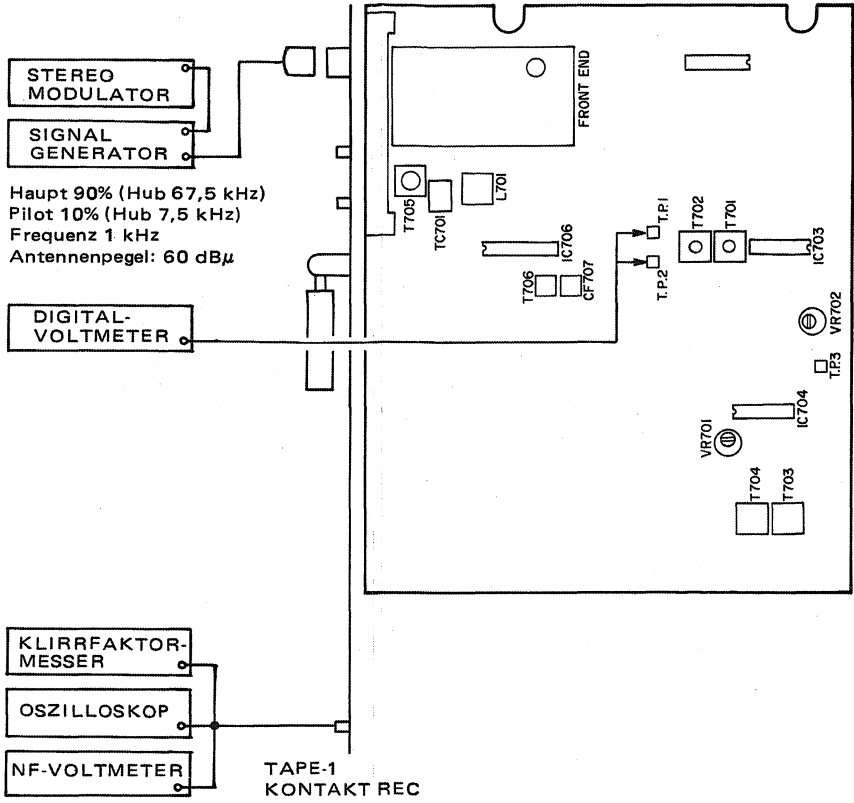 STEREO
MODULATOR
SIGNAL
GENERATOR
Haupt 90% (Hub 67,5 kHz)
Pilot 10% (Hub 7,5 kHz)
Frequenz 1 kHz
Antennenpegel: 60 dBµ
DIGITAL-
VOLTMETER
KLIRRFAKTOR-
MESSER
OSZILLOSKOP
NF-VOLTMETER
TAPE-1
KONTAKT REC
FRONT END
T705
TC701
L701
IC706
T706
CF707
T.P.1
T.P.2
T702
T701
IC703
VR702
T.P.3
IC704
VR701
T704
T703